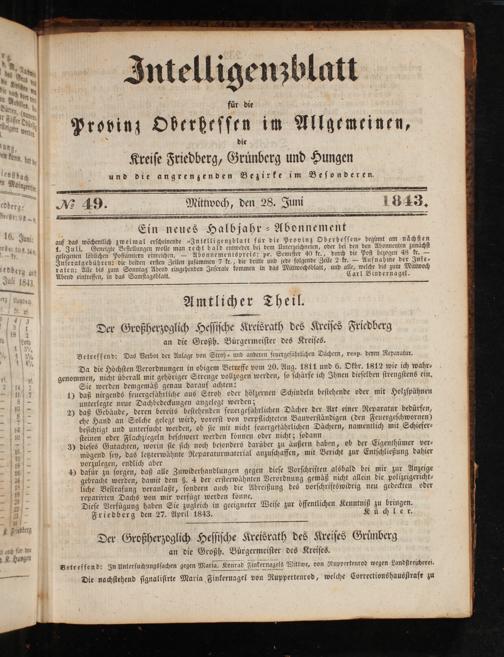 Intelligenzblatt
für die
Provinz Oberhessen im Allgemeinen,
die
Kreise Friedberg, Grünberg und Hungen
und die angrenzenden Bezirke im Besonderen.
№ 49. Mittwoch, den 28. Juni 1843.
Ein neues Halbjahr-Abonnement
auf das wöchentlich zweimal erscheinende »Intelligenzblatt für die Provinz Oberhessen« beginnt am nächsten
1. Juli. Geneigte Bestellungen wolle man recht bald entweder bei dem Unterzeichneten, oder bei den den Abonnenten zunächst
gelegenen löblichen Postämtern einreichen. — Abonnementspreis: pr. Semester 40 kr., durch die Post bezogen 48 kr. —
Insertatgebühren: die beiden ersten Zeilen zusammen 7 kr., die dritte und jede folgende Zeile 2 kr. — Aufnahme der Inse-
raten: Alle bis zum Sonntag Abend eingehenden Inserate kommen in das Mittwochsblatt, und alle, welche bis zum Mittwoch
Abend eintreffen, in das Samstagsblatt. Carl Bindernagel.
Amtlicher Theil.
Der Großherzoglich Hessische Kreisrath des Kreises Friedberg
an die Großh. Bürgermeister des Kreises.
Betreffend: Das Verbot der Anlage von Stroh- und anderen feuergefährlichen Dächern, resp. deren Reparatur.
Da die höchsten Verordnungen in obigem Betreffe vom 20. Aug. 1811 und 6. Okbr. 1812 wie ich wahr-
genommen, nicht überall mit gehöriger Strenge vollzogen werden, so schärfe ich Ihnen dieselben strengstens ein.
Sie werden demgemäß genau darauf achten:
1) daß nirgends feuergefährliche aus Stroh oder hölzernen Schindeln bestehende oder mit Holzspähnen
unterlegte neue Dachbedeckungen angelegt werden;
2) daß Gebäude, deren bereits bestehenden feuergefährlichen Dächer der Art einer Reparatur bedürfen,
ehe Hand an Solche gelegt wird, vorerst von verpflichteten Bauverständigen (den Feuergeschwornen)
besichtigt und untersucht werden, ob sie mit nicht feuergefährlichen Dächern, namentlich mit Schiefer-
steinen oder Flachziegeln beschwert werden können oder nicht; sodann
3) dieses Gutachten, worin sie sich noch besonders darüber zu äußern haben, ob der Eigenthümer ver-
mögend sey, das letzterwähnte Reparaturmaterial anzuschaffen, mit Bericht zur Entschließung dahier
vorzulegen, endlich aber
4) dafür zu sorgen, daß alle Zuwiderhandlungen gegen diese Vorschriften alsbald bei mir zur Anzeige
gebracht werden, damit dem §. 4 der ersterwähnten Verordnung gemäß nicht allein die polizeigericht-
liche Bestrafung veranlaßt, sondern auch die Abreißung des vorschriftswidrig neu gedeckten oder
reparirten Dachs von mir verfügt werden könne.
Diese Verfügung haben Sie zugleich in geeigneter Weise zur öffentlichen Kenntniß zu bringen.
Friedberg den 27. April 1843. Küchler.
Der Großherzoglich Hessische Kreisrath des Kreises Grünberg
an die Großh. Bürgermeister des Kreises.
Betreffend: In Untersuchungssachen gegen Maria, Konrad Finkernagels Wittwe, von Ruppertenrod wegen Landstreicherei.
Die nachstehend signalisirte Maria Finkernagel von Ruppertenrod, welche Correctionshausstrafe zu